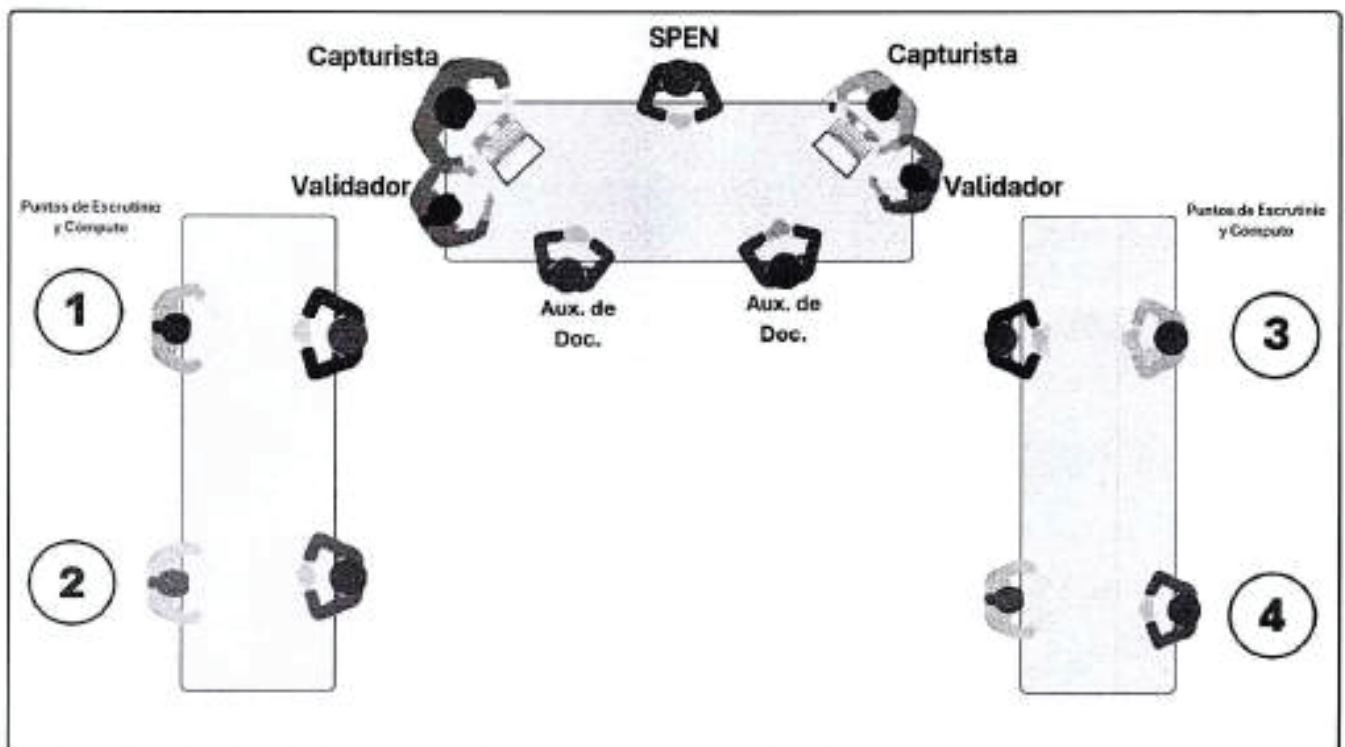 SPEN
Capturista
Capturista
Validador
Validador
Puntos de Escrutinio
y Cómputo
Puntos de Escrutinio
y Cómputo
1
Aux. de
Doc.
Aux. de
Doc.
3
2
4